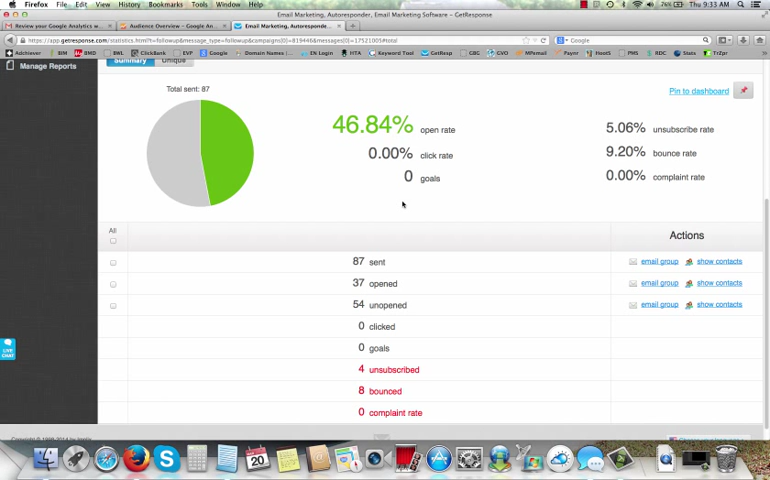 Firefox File Edit View History Bookmarks Tools Window Help 76% Thu 9:33 AM
Email Marketing, Autoresponder, Email Marketing Software – GetResponse
Review your Google Analytics w... Audience Overview – Google An... Email Marketing, Autoresponder...
Google
Adchiever SIM BMD BWL ClickBank EVP Google Domain Names EN Login HTA Keyword Tool GetResp GBC GV MPemail Paynr HootS PMS RDC Stats TrZpr
Manage Reports
Summary Unique
Total sent: 87
Pin to dashboard
46.84% open rate
0.00% click rate
0 goals
5.06% unsubscribe rate
9.20% bounce rate
0.00% complaint rate
All
Actions
87 sent email group show contacts
37 opened email group show contacts
54 unopened email group show contacts
0 clicked
0 goals
4 unsubscribed
8 bounced
0 complaint rate
LIVE
CHAT
20